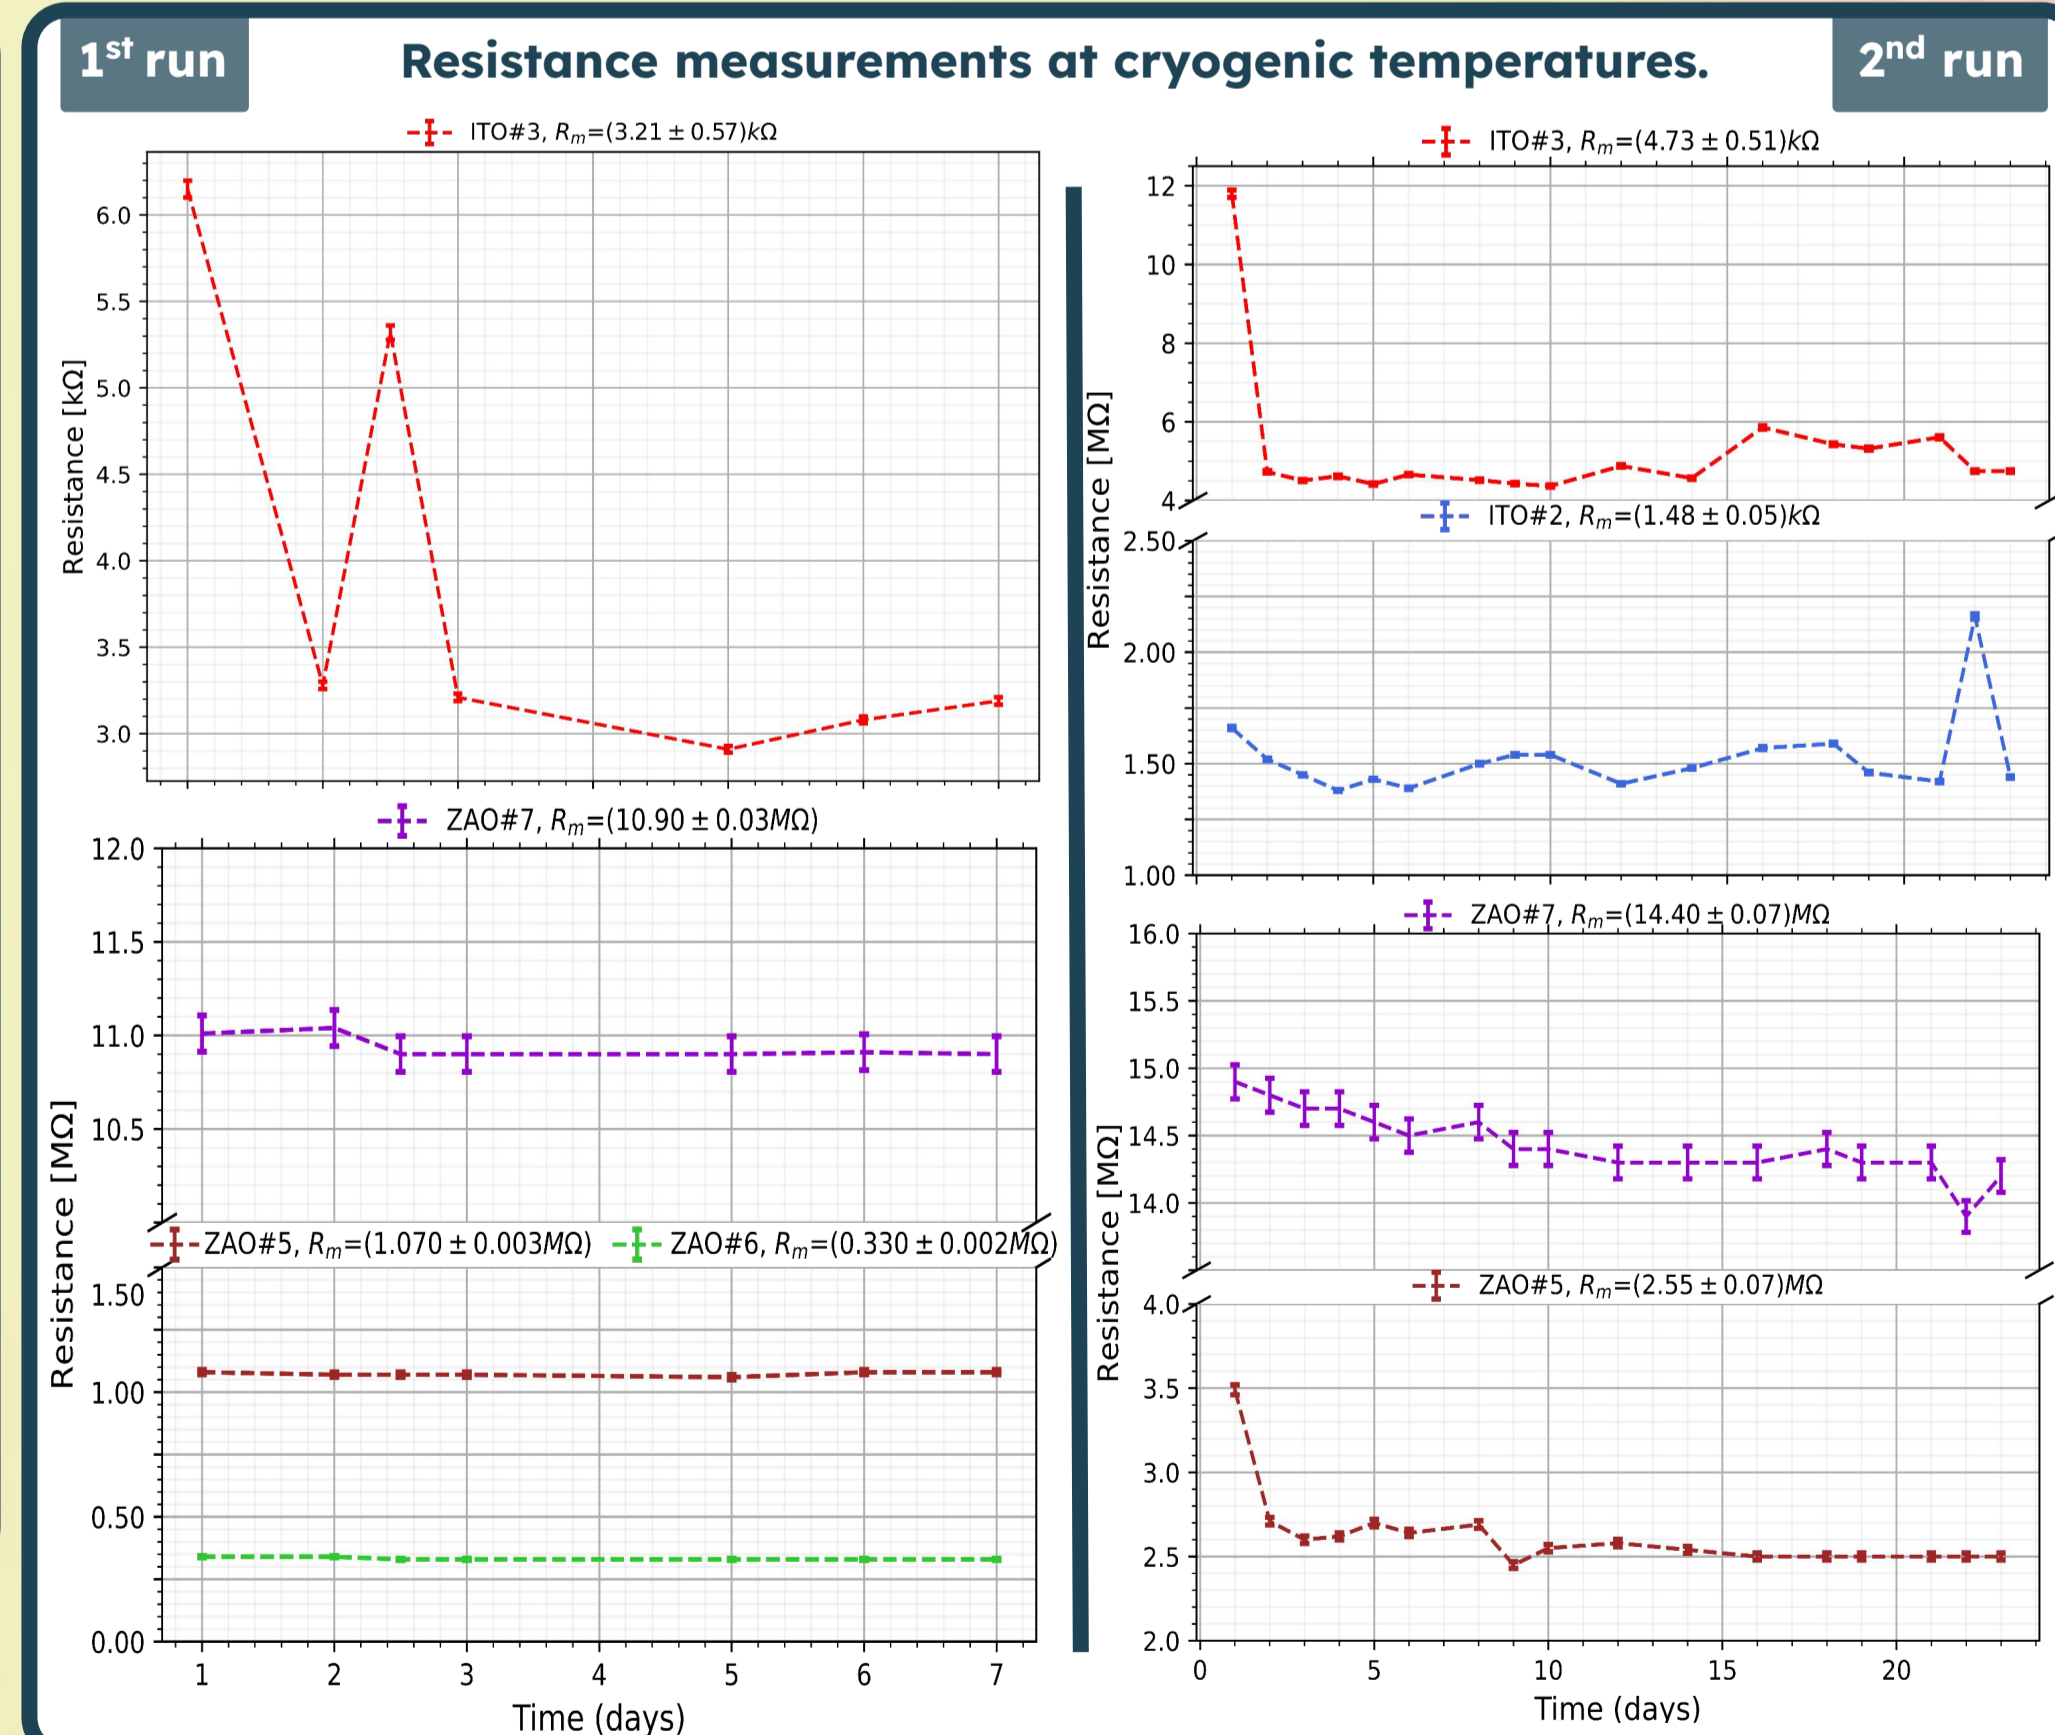 1st run
Resistance measurements at cryogenic temperatures.
2nd run
ITO#3, Rm=(3.21 ± 0.57)kΩ
6.0
5.5
5.0
4.5
4.0
3.5
3.0
Resistance [kΩ]
ZAO#7, Rm=(10.90 ± 0.03MΩ)
12.0
11.5
11.0
10.5
Resistance [MΩ]
ZAO#5, Rm=(1.070 ± 0.003MΩ)
ZAO#6, Rm=(0.330 ± 0.002MΩ)
1.50
1.00
0.50
0.00
1 2 3 4 5 6 7
Time (days)
ITO#3, Rm=(4.73 ± 0.51)kΩ
12
10
8
6
4
Resistance [MΩ]
ITO#2, Rm=(1.48 ± 0.05)kΩ
2.50
2.00
1.50
1.00
ZAO#7, Rm=(14.40 ± 0.07)MΩ
16.0
15.5
15.0
14.5
14.0
Resistance [MΩ]
ZAO#5, Rm=(2.55 ± 0.07)MΩ
4.0
3.5
3.0
2.5
2.0
0 5 10 15 20
Time (days)